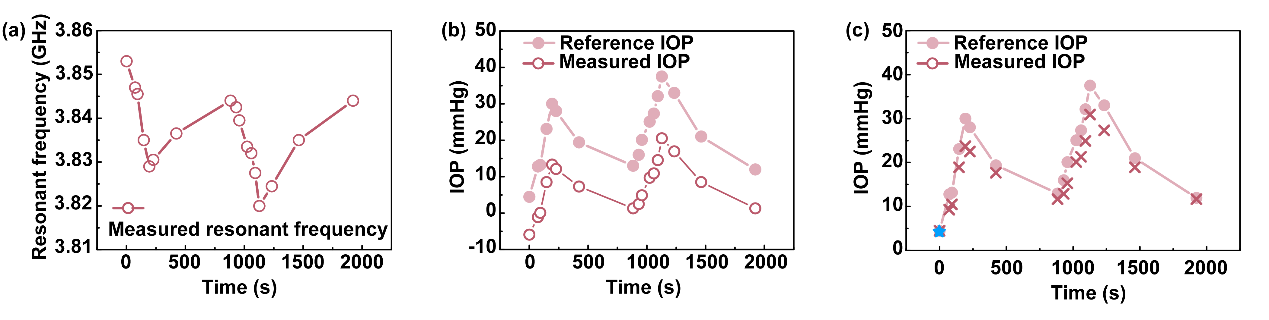 (a)
Resonant frequency (GHz)
3.86
3.85
3.84
3.83
3.82
3.81
Measured resonant frequency
0 500 1000 1500 2000
Time (s)
(b)
IOP (mmHg)
50
40
30
20
10
0
-10
Reference IOP
Measured IOP
0 500 1000 1500 2000
Time (s)
(c)
IOP (mmHg)
50
40
30
20
10
0
Reference IOP
Measured IOP
0 500 1000 1500 2000
Time (s)